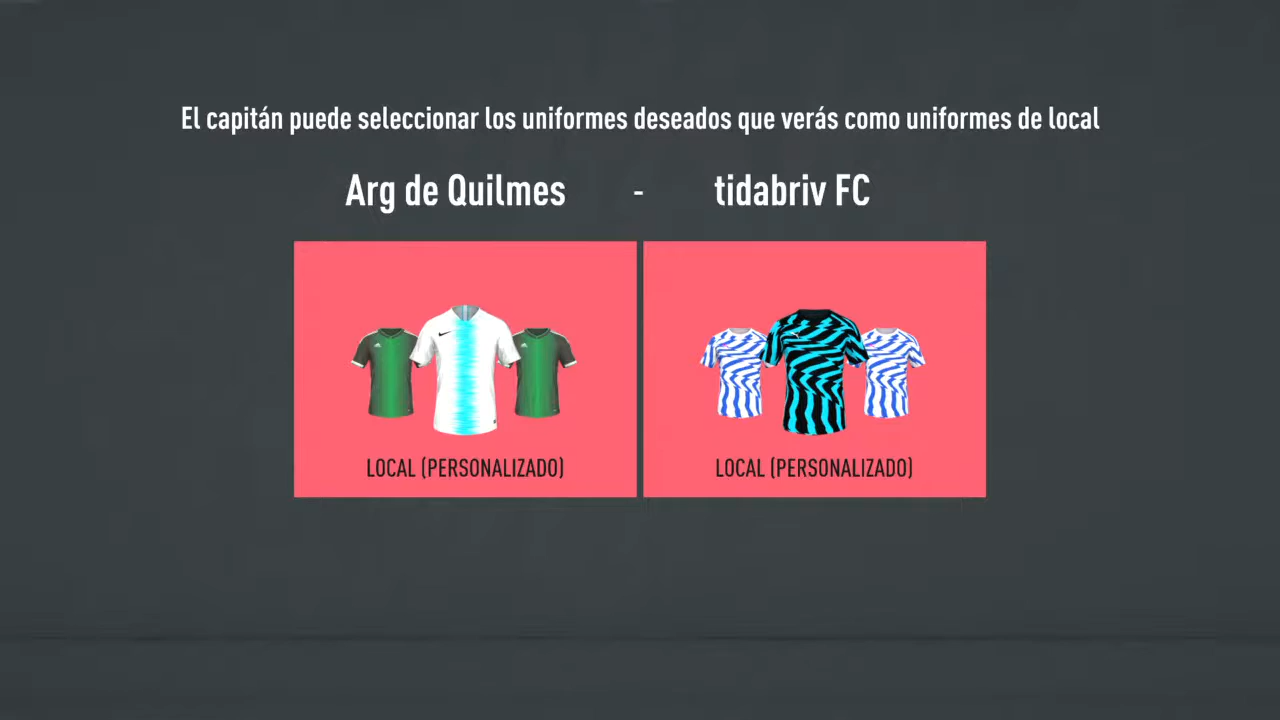 El capitán puede seleccionar los uniformes deseados que verás como uniformes de local
Arg de Quilmes - tidabriv FC
LOCAL (PERSONALIZADO) LOCAL (PERSONALIZADO)